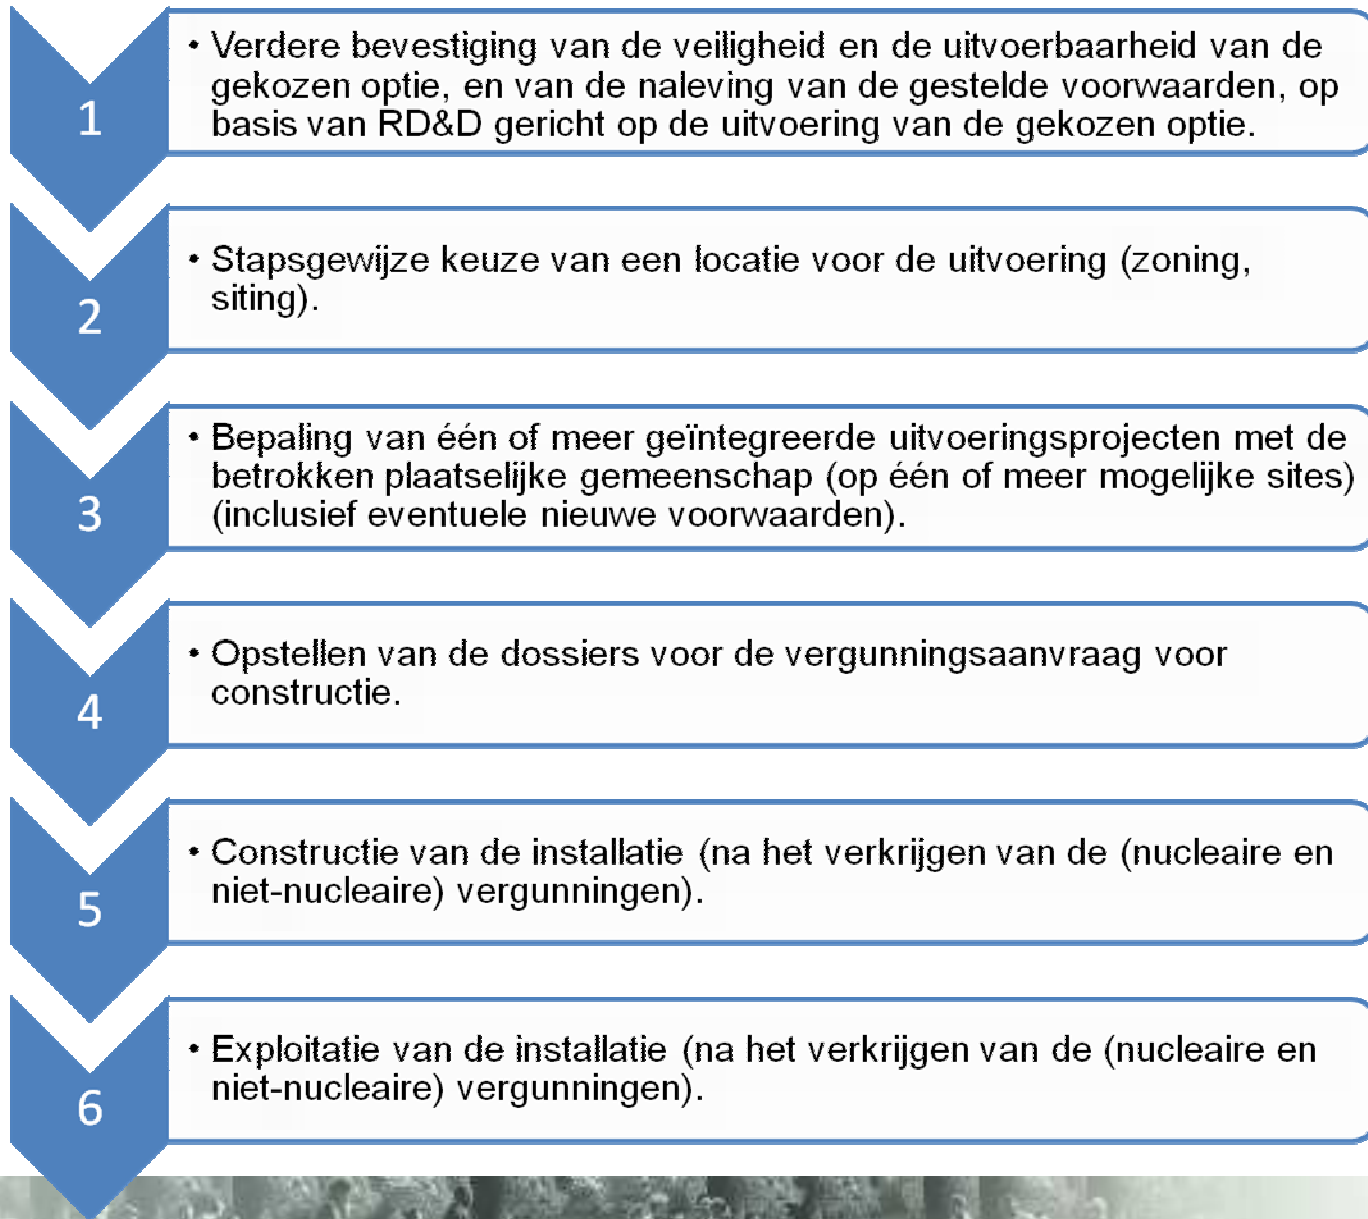 1
• Verdere bevestiging van de veiligheid en de uitvoerbaarheid van de
gekozen optie, en van de naleving van de gestelde voorwaarden, op
basis van RD&D gericht op de uitvoering van de gekozen optie.
2
• Stapsgewijze keuze van een locatie voor de uitvoering (zoning,
siting).
3
• Bepaling van één of meer geïntegreerde uitvoeringsprojecten met de
betrokken plaatselijke gemeenschap (op één of meer mogelijke sites)
(inclusief eventuele nieuwe voorwaarden).
4
• Opstellen van de dossiers voor de vergunningsaanvraag voor
constructie.
5
• Constructie van de installatie (na het verkrijgen van de (nucleaire en
niet-nucleaire) vergunningen).
6
• Exploitatie van de installatie (na het verkrijgen van de (nucleaire en
niet-nucleaire) vergunningen).